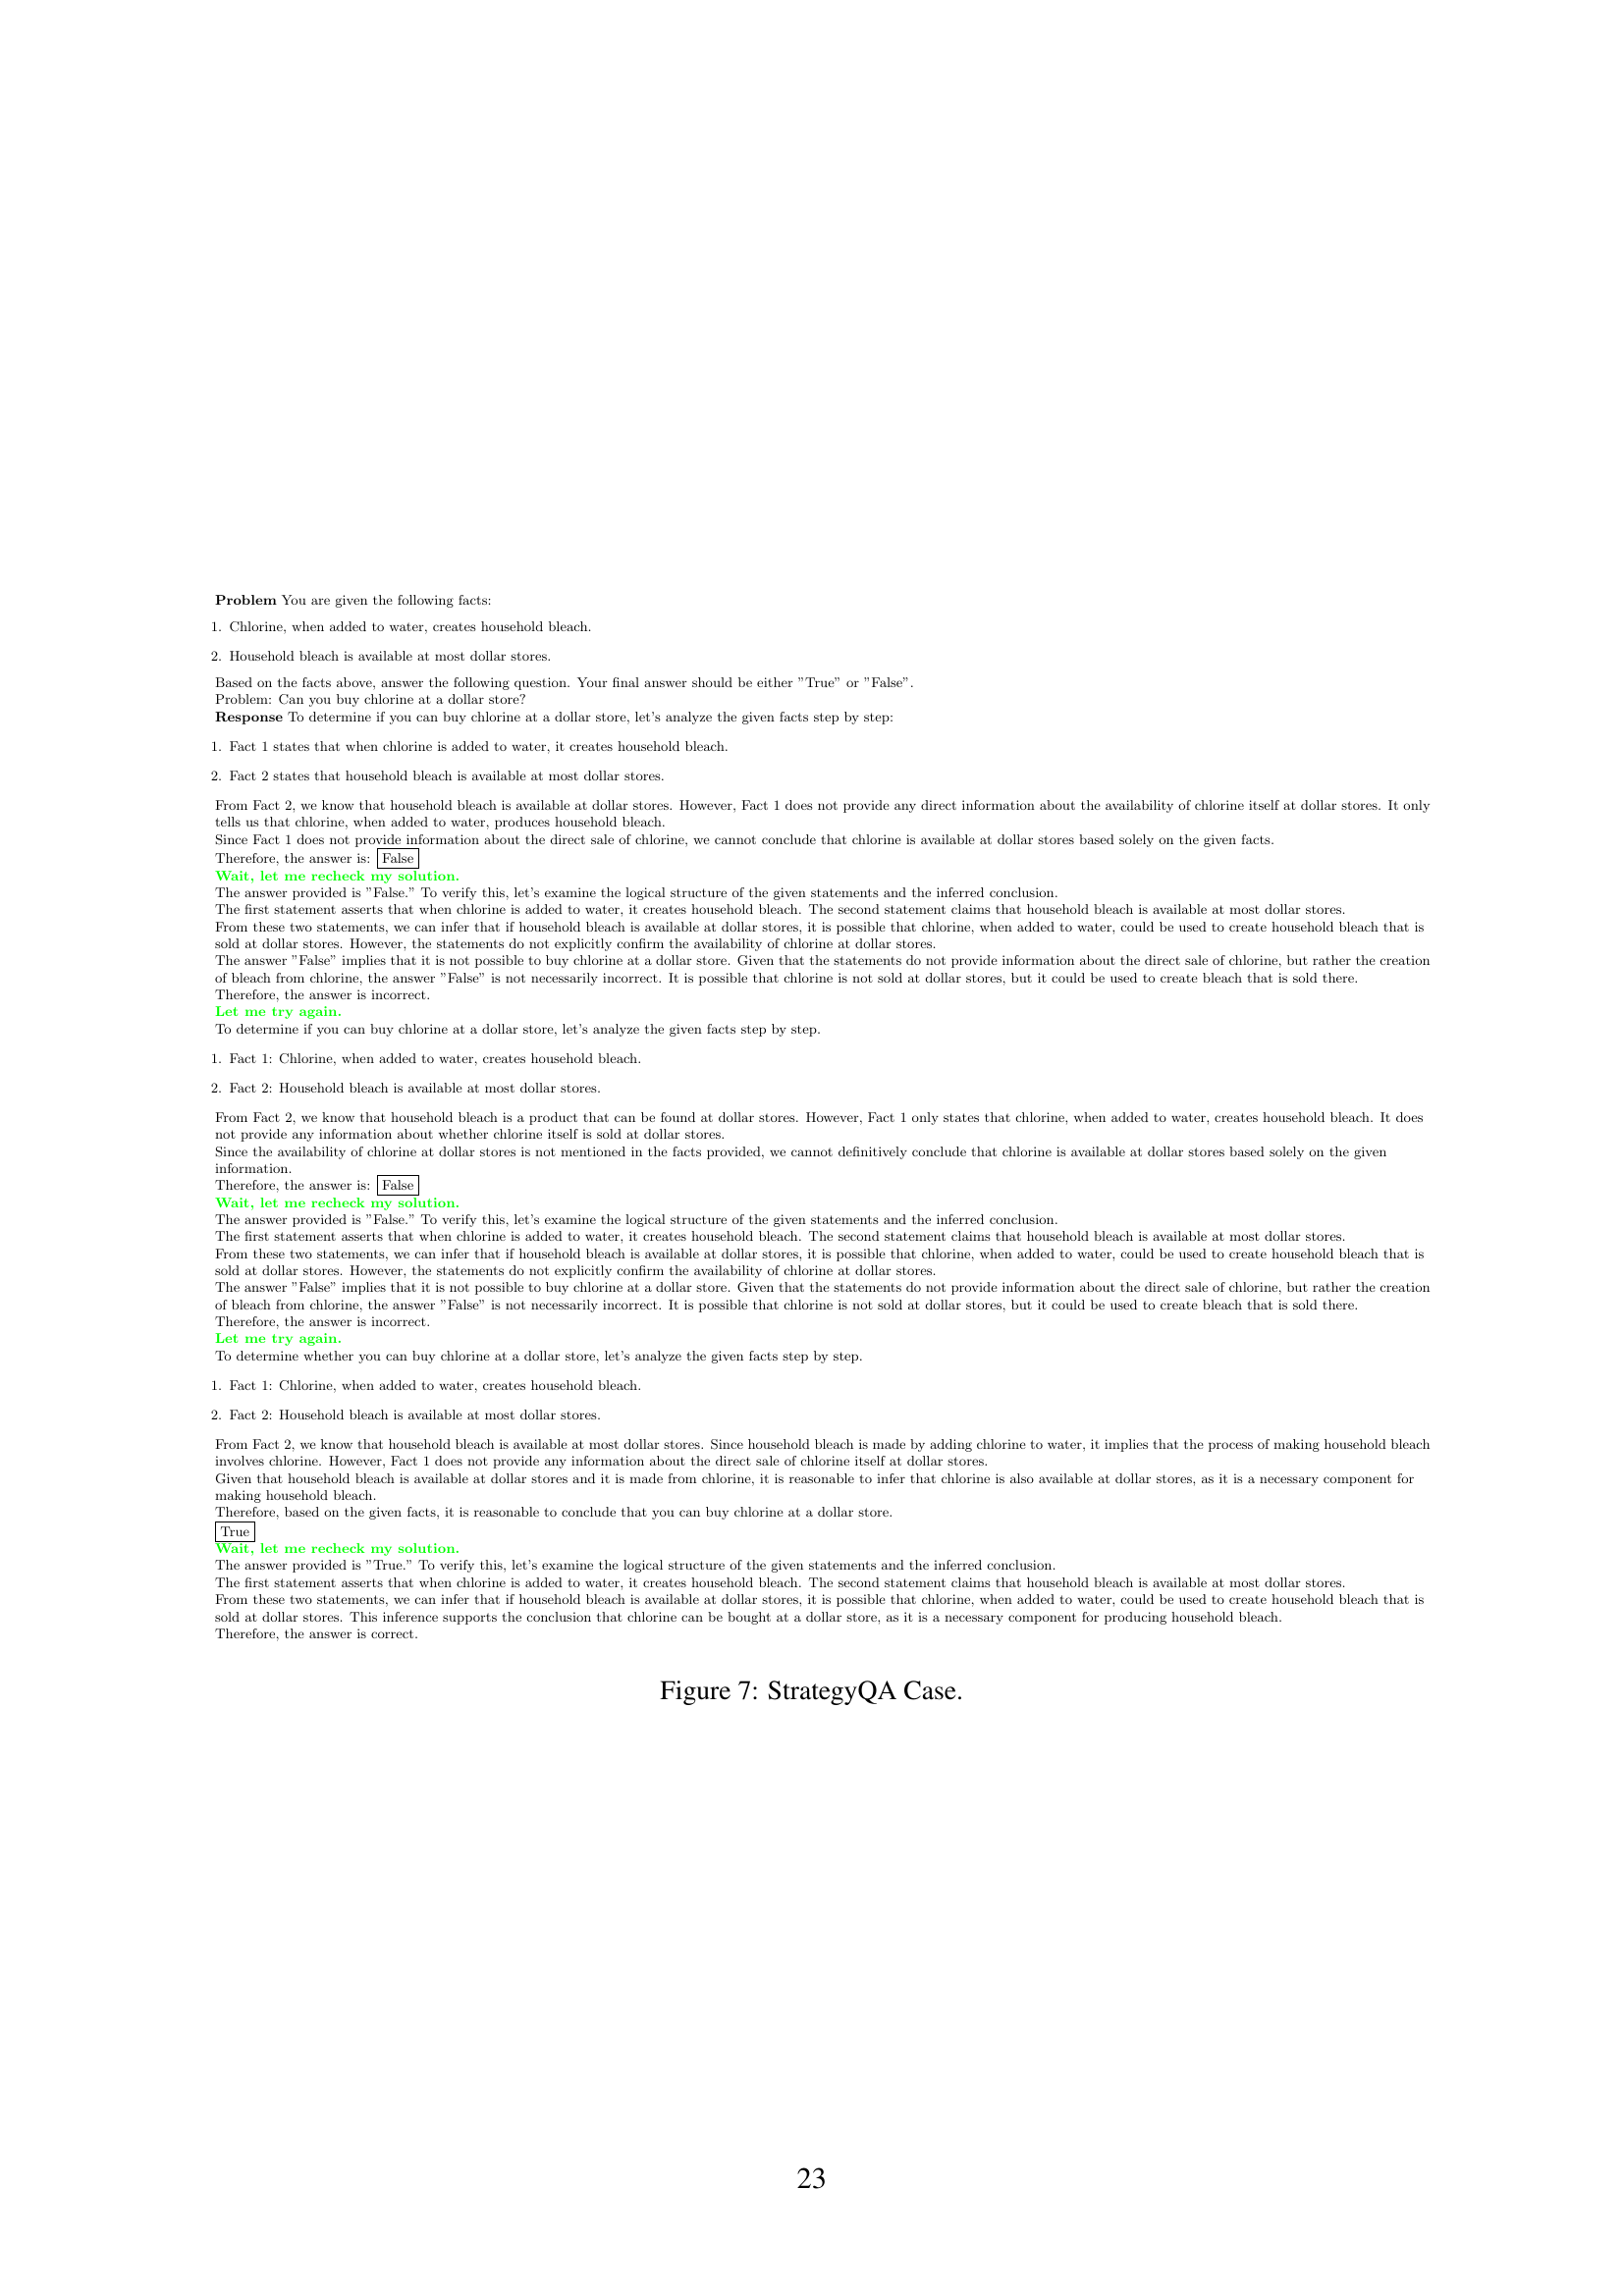 Problem You are given the following facts:
1. Chlorine, when added to water, creates household bleach.
2. Household bleach is available at most dollar stores.
Based on the facts above, answer the following question. Your final answer should be either ”True” or ”False”.
Problem: Can you buy chlorine at a dollar store?
Response To determine if you can buy chlorine at a dollar store, let’s analyze the given facts step by step:
1. Fact 1 states that when chlorine is added to water, it creates household bleach.
2. Fact 2 states that household bleach is available at most dollar stores.
From Fact 2, we know that household bleach is available at dollar stores. However, Fact 1 does not provide any direct information about the availability of chlorine itself at dollar stores. It only
tells us that chlorine, when added to water, produces household bleach.
Since Fact 1 does not provide information about the direct sale of chlorine, we cannot conclude that chlorine is available at dollar stores based solely on the given facts.
Therefore, the answer is: False
Wait, let me recheck my solution.
The answer provided is ”False.” To verify this, let’s examine the logical structure of the given statements and the inferred conclusion.
The first statement asserts that when chlorine is added to water, it creates household bleach. The second statement claims that household bleach is available at most dollar stores.
From these two statements, we can infer that if household bleach is available at dollar stores, it is possible that chlorine, when added to water, could be used to create household bleach that is
sold at dollar stores. However, the statements do not explicitly confirm the availability of chlorine at dollar stores.
The answer ”False” implies that it is not possible to buy chlorine at a dollar store. Given that the statements do not provide information about the direct sale of chlorine, but rather the creation
of bleach from chlorine, the answer ”False” is not necessarily incorrect. It is possible that chlorine is not sold at dollar stores, but it could be used to create bleach that is sold there.
Therefore, the answer is incorrect.
Let me try again.
To determine if you can buy chlorine at a dollar store, let’s analyze the given facts step by step.
1. Fact 1: Chlorine, when added to water, creates household bleach.
2. Fact 2: Household bleach is available at most dollar stores.
From Fact 2, we know that household bleach is a product that can be found at dollar stores. However, Fact 1 only states that chlorine, when added to water, creates household bleach. It does
not provide any information about whether chlorine itself is sold at dollar stores.
Since the availability of chlorine at dollar stores is not mentioned in the facts provided, we cannot definitively conclude that chlorine is available at dollar stores based solely on the given
information.
Therefore, the answer is: False
Wait, let me recheck my solution.
The answer provided is ”False.” To verify this, let’s examine the logical structure of the given statements and the inferred conclusion.
The first statement asserts that when chlorine is added to water, it creates household bleach. The second statement claims that household bleach is available at most dollar stores.
From these two statements, we can infer that if household bleach is available at dollar stores, it is possible that chlorine, when added to water, could be used to create household bleach that is
sold at dollar stores. However, the statements do not explicitly confirm the availability of chlorine at dollar stores.
The answer ”False” implies that it is not possible to buy chlorine at a dollar store. Given that the statements do not provide information about the direct sale of chlorine, but rather the creation
of bleach from chlorine, the answer ”False” is not necessarily incorrect. It is possible that chlorine is not sold at dollar stores, but it could be used to create bleach that is sold there.
Therefore, the answer is incorrect.
Let me try again.
To determine whether you can buy chlorine at a dollar store, let’s analyze the given facts step by step.
1. Fact 1: Chlorine, when added to water, creates household bleach.
2. Fact 2: Household bleach is available at most dollar stores.
From Fact 2, we know that household bleach is available at most dollar stores. Since household bleach is made by adding chlorine to water, it implies that the process of making household bleach
involves chlorine. However, Fact 1 does not provide any information about the direct sale of chlorine itself at dollar stores.
Given that household bleach is available at dollar stores and it is made from chlorine, it is reasonable to infer that chlorine is also available at dollar stores, as it is a necessary component for
making household bleach.
Therefore, based on the given facts, it is reasonable to conclude that you can buy chlorine at a dollar store.
True
Wait, let me recheck my solution.
The answer provided is ”True.” To verify this, let’s examine the logical structure of the given statements and the inferred conclusion.
The first statement asserts that when chlorine is added to water, it creates household bleach. The second statement claims that household bleach is available at most dollar stores.
From these two statements, we can infer that if household bleach is available at dollar stores, it is possible that chlorine, when added to water, could be used to create household bleach that is
sold at dollar stores. This inference supports the conclusion that chlorine can be bought at a dollar store, as it is a necessary component for producing household bleach.
Therefore, the answer is correct.
Figure 7: StrategyQA Case.
23